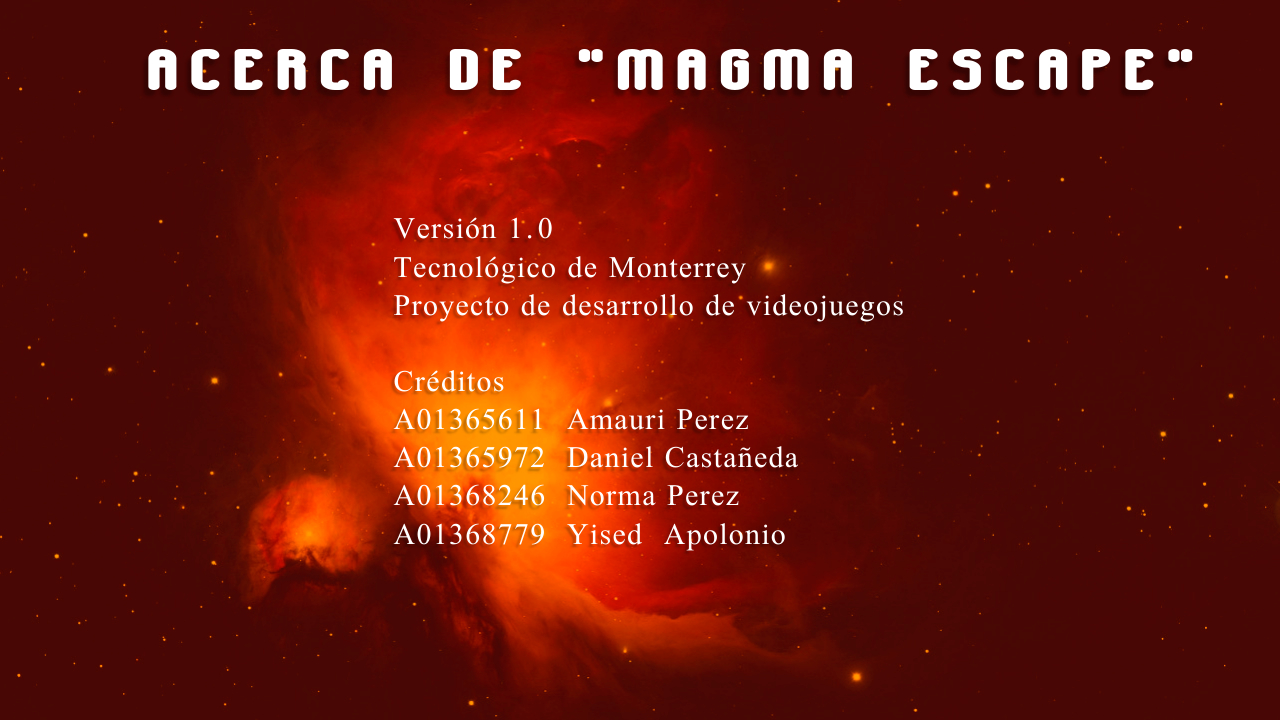 ACERCA DE "MAGMA ESCAPE"
Versión 1.0
Tecnológico de Monterrey
Proyecto de desarrollo de videojuegos
Créditos
A01365611 Amauri Perez
A01365972 Daniel Castañeda
A01368246 Norma Perez
A01368779 Yised Apolonio